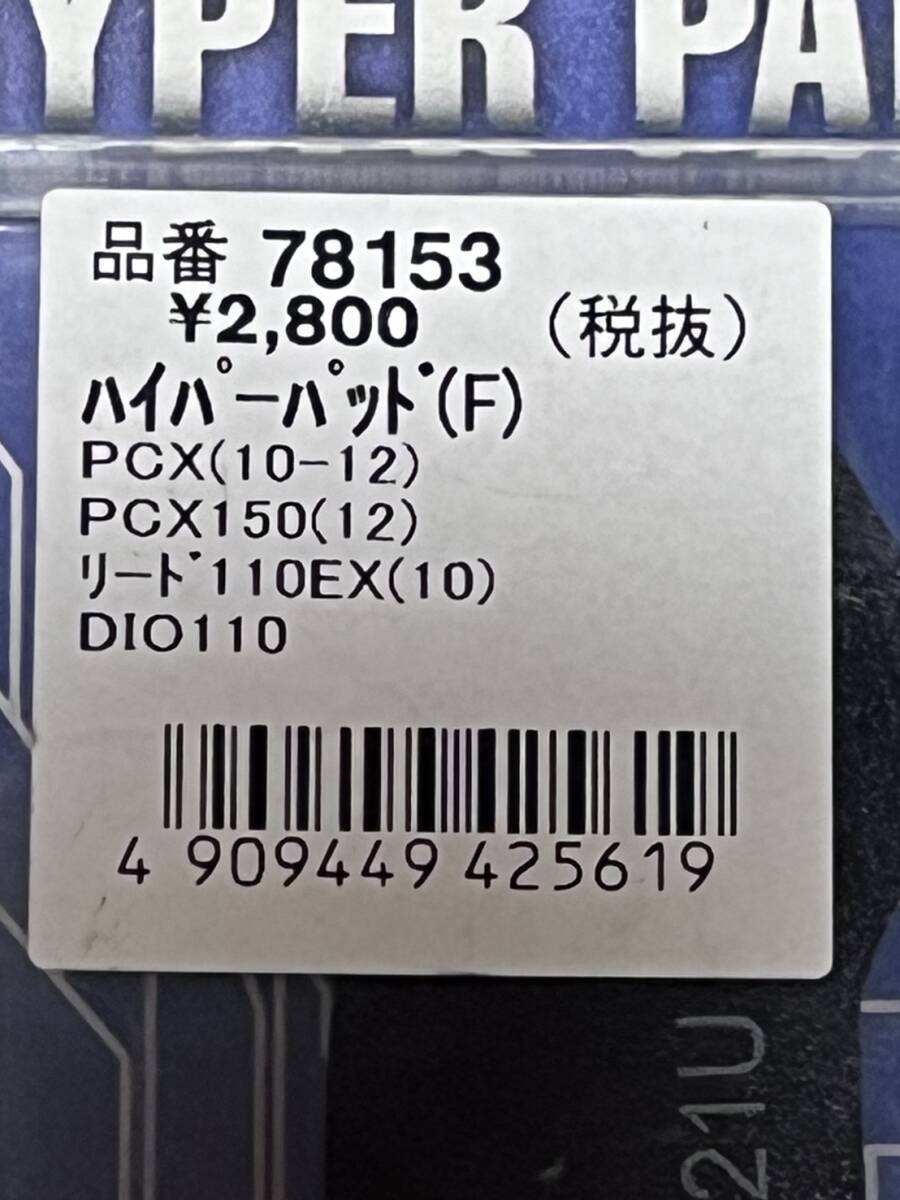 YPER PA
品番 78153
¥2,800 (税抜)
ﾊｲﾊﾟｰﾊﾟｯﾄﾞ(F)
PCX(10-12)
PCX150(12)
ﾘｰﾄﾞ110EX(10)
DIO110
4 909449 425619
21U